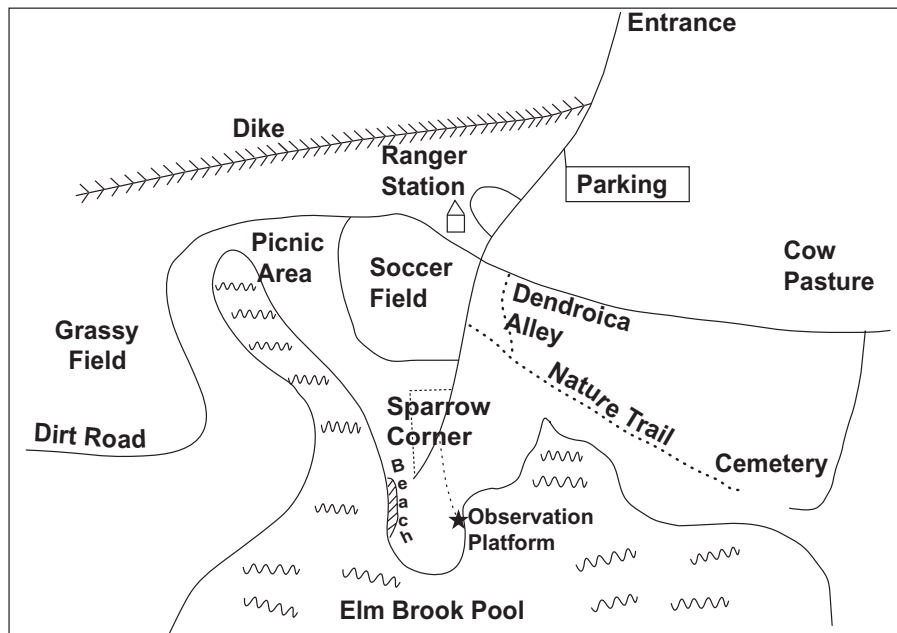 Entrance
Dike
Ranger
Station
Parking
Picnic
Area
Soccer
Field
Cow
Pasture
Dendroica
Alley
Grassy
Field
Nature Trail
Sparrow
Corner
Dirt Road
Cemetery
Beach
Observation
Platform
Elm Brook Pool